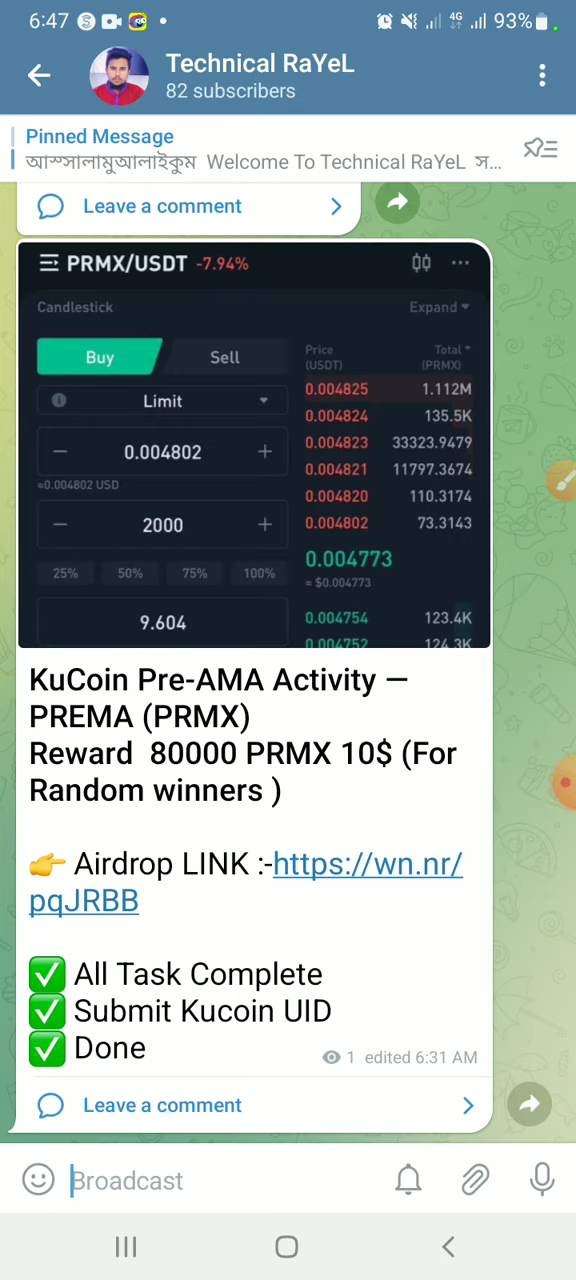 6:47
4G
93%
Technical RaYeL
82 subscribers
Pinned Message
আস্সালামুআলাইকুম Welcome To Technical RaYeL স...
Leave a comment
PRMX/USDT -7.94%
Candlestick
Expand
Buy
Sell
Price (USDT)
Total (PRMX)
Limit
0.004802
≈0.004802 USD
2000
25% 50% 75% 100%
9.604
0.004825 1.112M
0.004824 135.5K
0.004823 33323.9479
0.004821 11797.3674
0.004820 110.3174
0.004802 73.3143
0.004773
≈ $0.004773
0.004754 123.4K
0.004752 124.3K
KuCoin Pre-AMA Activity —
PREMA (PRMX)
Reward 80000 PRMX 10$ (For
Random winners )
👉 Airdrop LINK :-https://wn.nr/
pqJRBB
✅ All Task Complete
✅ Submit Kucoin UID
✅ Done
1 edited 6:31 AM
Leave a comment
Broadcast